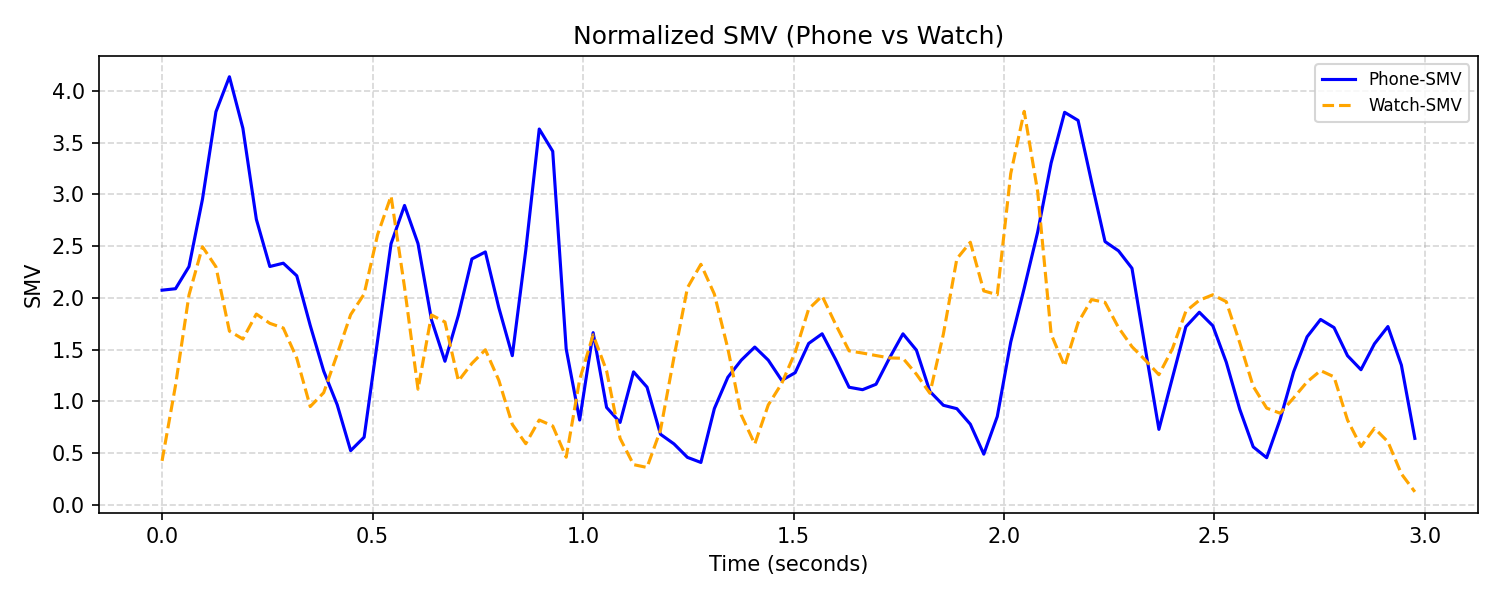 Normalized SMV (Phone vs Watch)
Phone-SMV
Watch-SMV
4.0
3.5
3.0
2.5
2.0
1.5
1.0
0.5
0.0
SMV
0.0 0.5 1.0 1.5 2.0 2.5 3.0
Time (seconds)